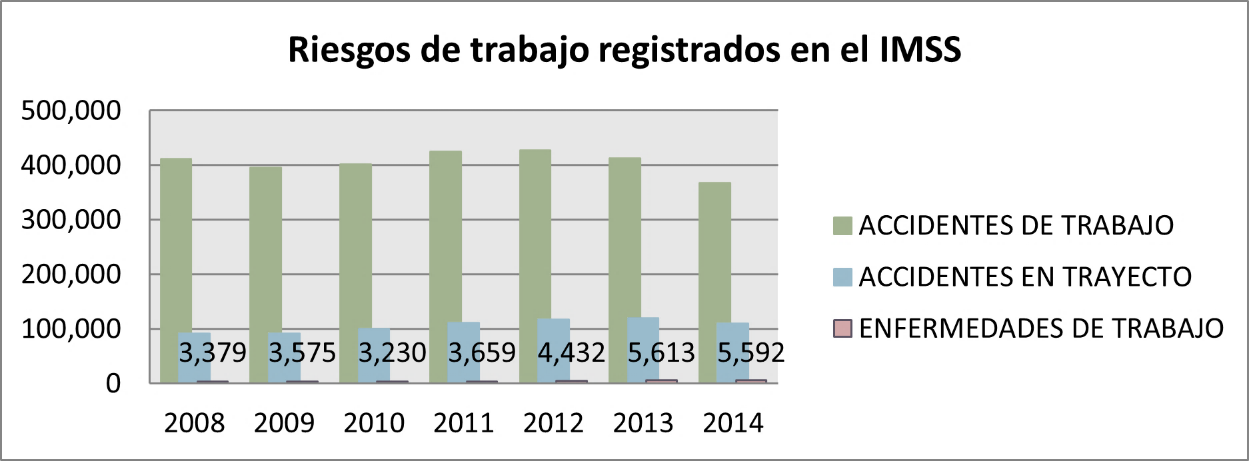 Riesgos de trabajo registrados en el IMSS
500,000
400,000
300,000
200,000
100,000
0
3,379 3,575 3,230 3,659 4,432 5,613 5,592
2008 2009 2010 2011 2012 2013 2014
ACCIDENTES DE TRABAJO
ACCIDENTES EN TRAYECTO
ENFERMEDADES DE TRABAJO